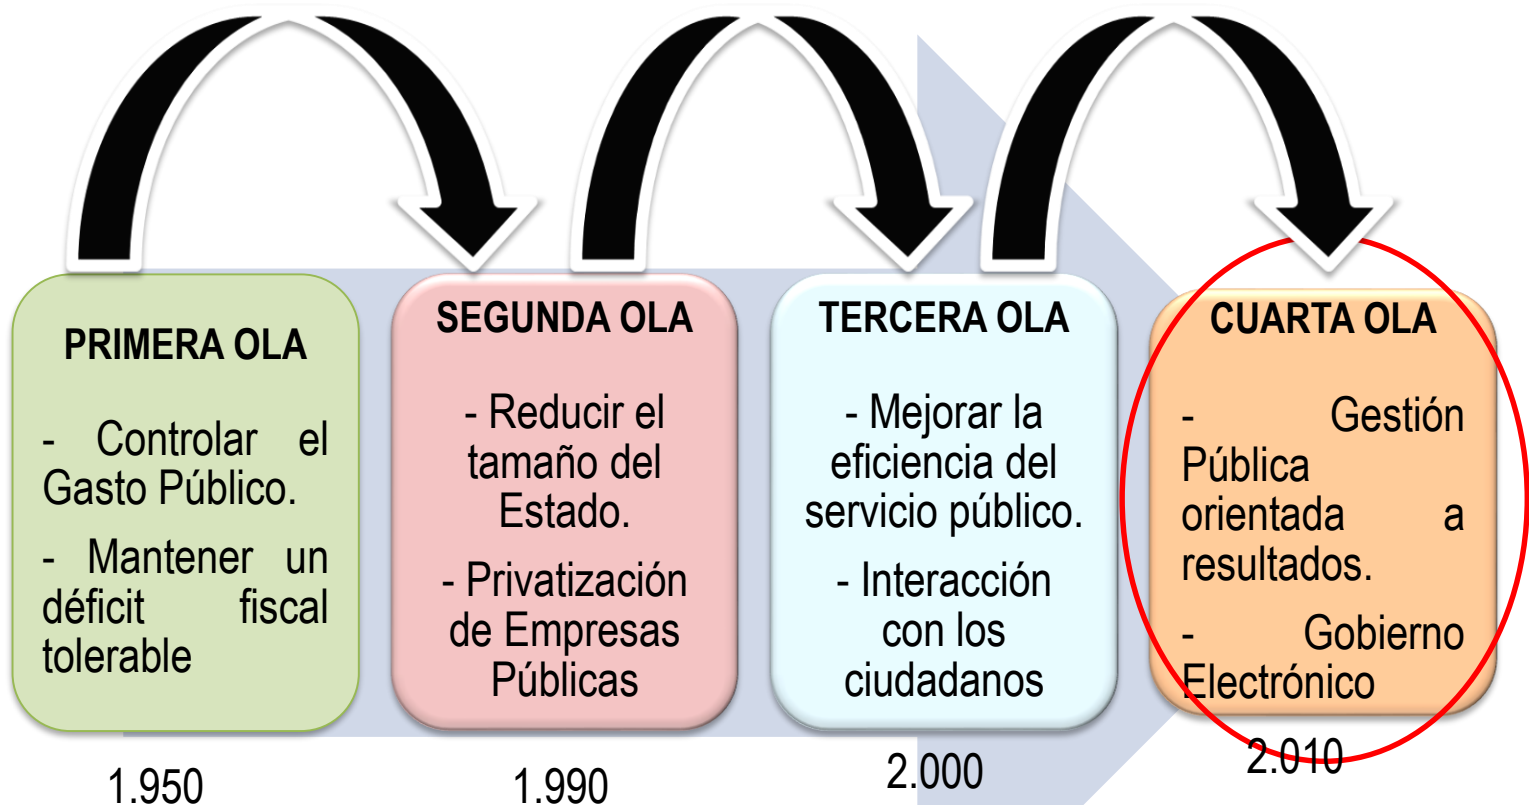 PRIMERA OLA
- Controlar el
Gasto Público.
- Mantener un
déficit fiscal
tolerable
1.950
SEGUNDA OLA
- Reducir el
tamaño del
Estado.
- Privatización
de Empresas
Públicas
1.990
TERCERA OLA
- Mejorar la
eficiencia del
servicio público.
- Interacción
con los
ciudadanos
2.000
CUARTA OLA
- Gestión
Pública
orientada a
resultados.
- Gobierno
Electrónico
2.010